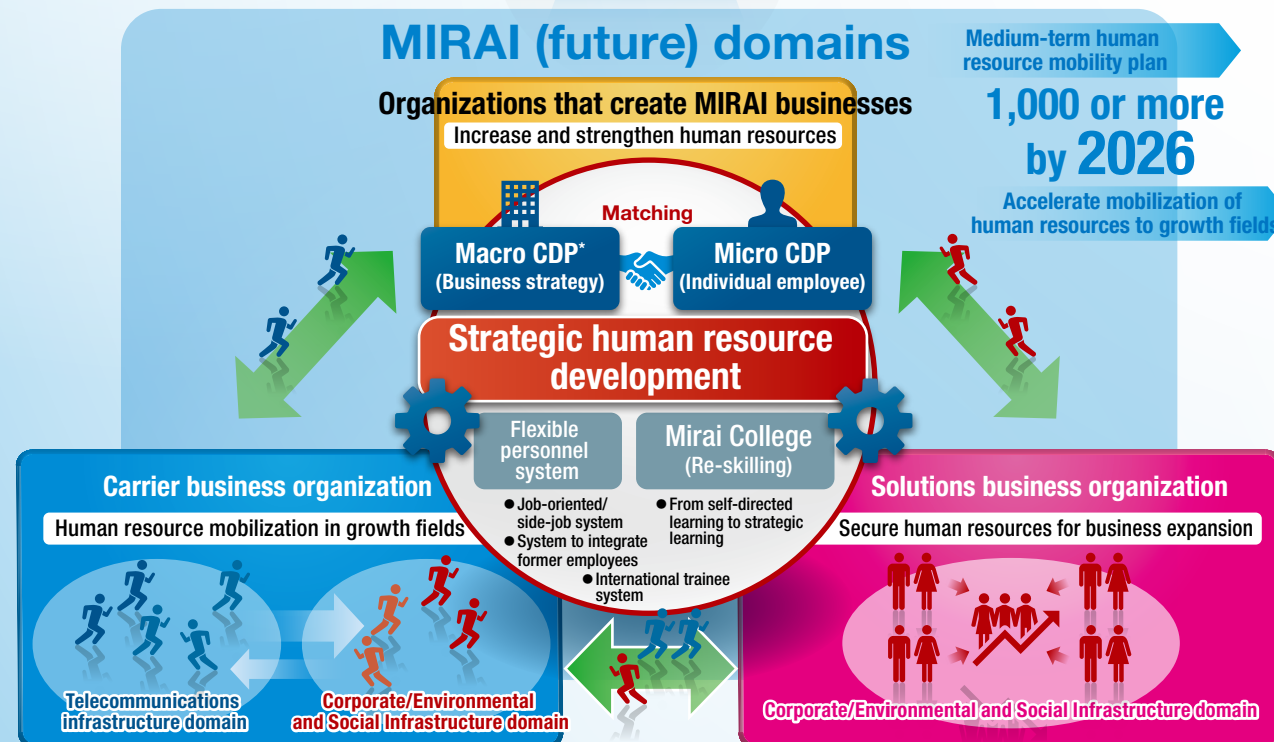 MIRAI (future) domains
Medium-term human
resource mobility plan
1,000 or more
by 2026
Accelerate mobilization of
human resources to growth fields
Organizations that create MIRAI businesses
Increase and strengthen human resources
Matching
Macro CDP*
(Business strategy)
Micro CDP
(Individual employee)
Strategic human resource
development
Flexible
personnel
system
Mirai College
(Re-skilling)
● Job-oriented/
side-job system
● System to integrate
former employees
● From self-directed
learning to strategic
learning
● International trainee
system
Carrier business organization
Human resource mobilization in growth fields
Telecommunications
infrastructure domain
Corporate/Environmental
and Social Infrastructure domain
Solutions business organization
Secure human resources for business expansion
Corporate/Environmental and Social Infrastructure domain